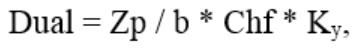 Dual = Zp / b * Chf * Ky,